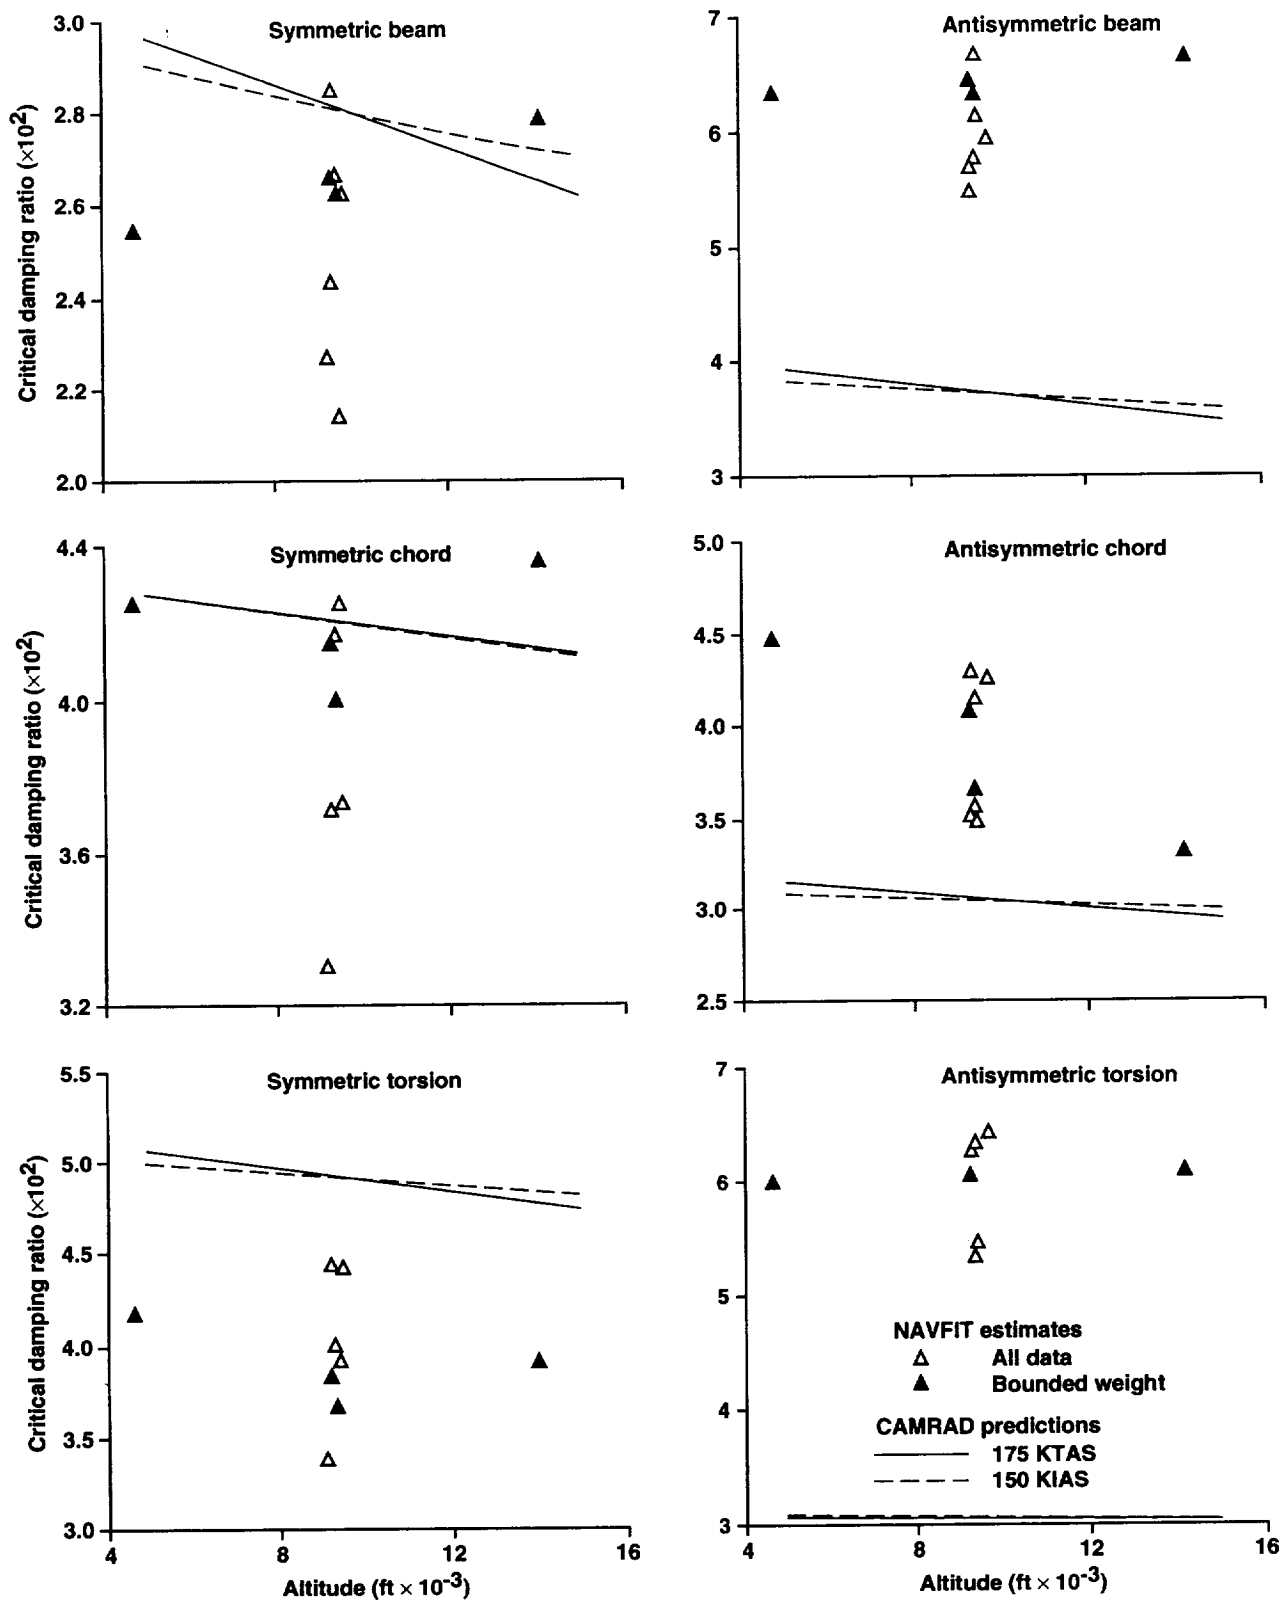 Symmetric beam
3.0
2.8
2.6
2.4
2.2
2.0
Critical damping ratio (×10²)
Antisymmetric beam
7
6
5
4
3
Symmetric chord
4.4
4.0
3.6
3.2
Critical damping ratio (×10²)
Antisymmetric chord
5.0
4.5
4.0
3.5
3.0
2.5
Symmetric torsion
5.5
5.0
4.5
4.0
3.5
3.0
Critical damping ratio (×10²)
4 8 12 16
Altitude (ft × 10⁻³)
Antisymmetric torsion
7
6
5
4
3
NAVFIT estimates
All data
Bounded weight
CAMRAD predictions
175 KTAS
150 KIAS
4 8 12 16
Altitude (ft × 10⁻³)